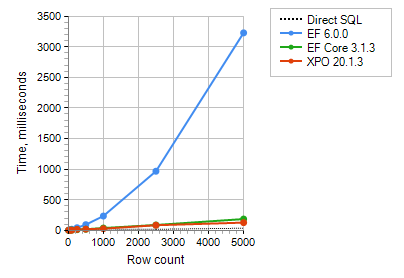 3500
3000
2500
2000
1500
1000
500
0
0 1000 2000 3000 4000 5000
Time, milliseconds
Row count
Direct SQL
EF 6.0.0
EF Core 3.1.3
XPO 20.1.3